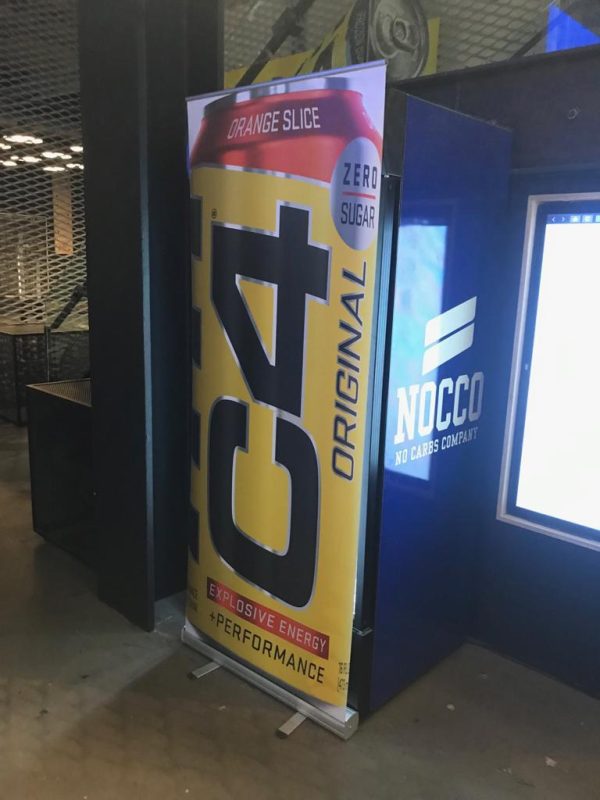 ORANGE SLICE
ZERO
SUGAR
C4®
ORIGINAL
EXPLOSIVE ENERGY
+PERFORMANCE
NOCCO
NO CARBS COMPANY